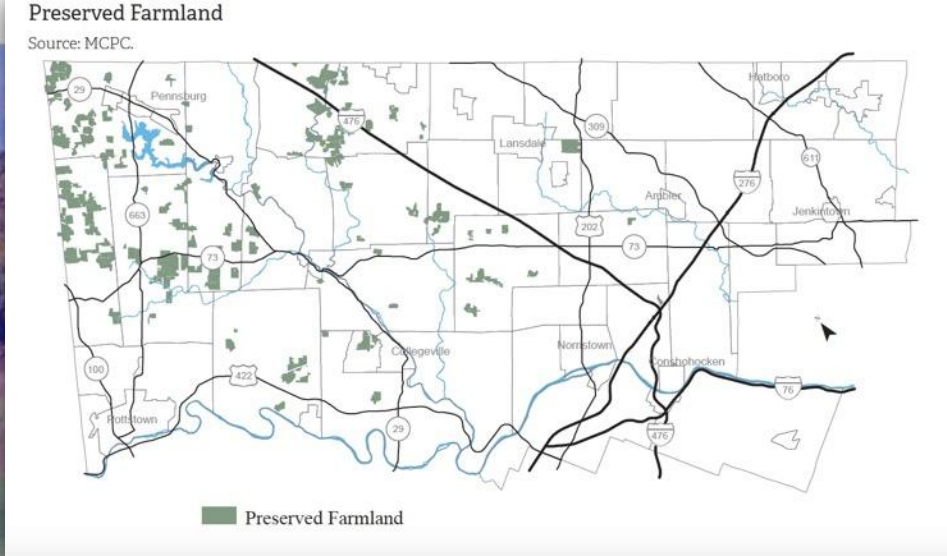 Preserved Farmland
Source: MCPC.
Hatboro
29
Pennsburg
476
309
Lansdale
611
276
Ambler
663
Jenkintown
202
73
73
Norristown
Collegeville
Conshohocken
100
422
76
Pottstown
29
476
Preserved Farmland